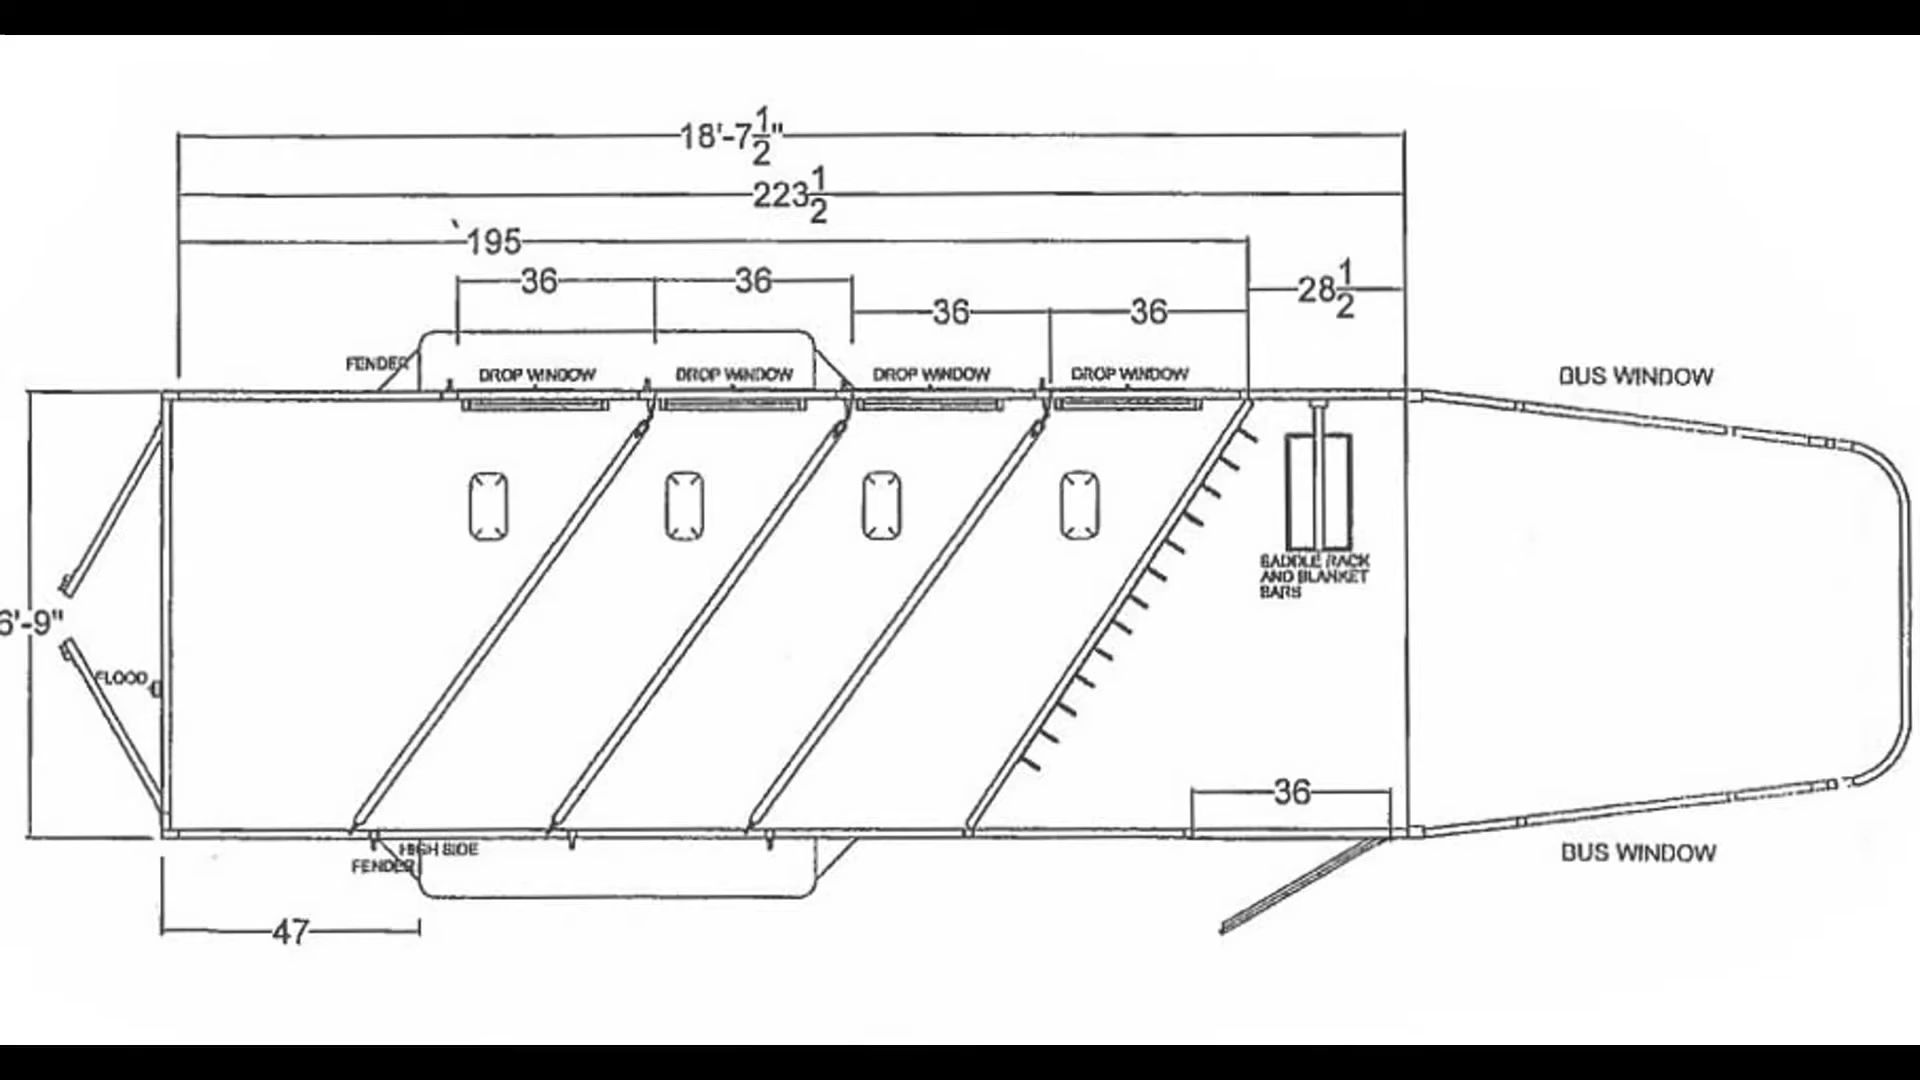 18'-7 1/2"
223 1/2
195
36
36
36
36
28 1/2
FENDER
DROP WINDOW
DROP WINDOW
DROP WINDOW
DROP WINDOW
BUS WINDOW
SADDLE RACK
AND BLANKET
BARS
6'-9"
FLOOD
36
HIGH SIDE
FENDER
BUS WINDOW
47